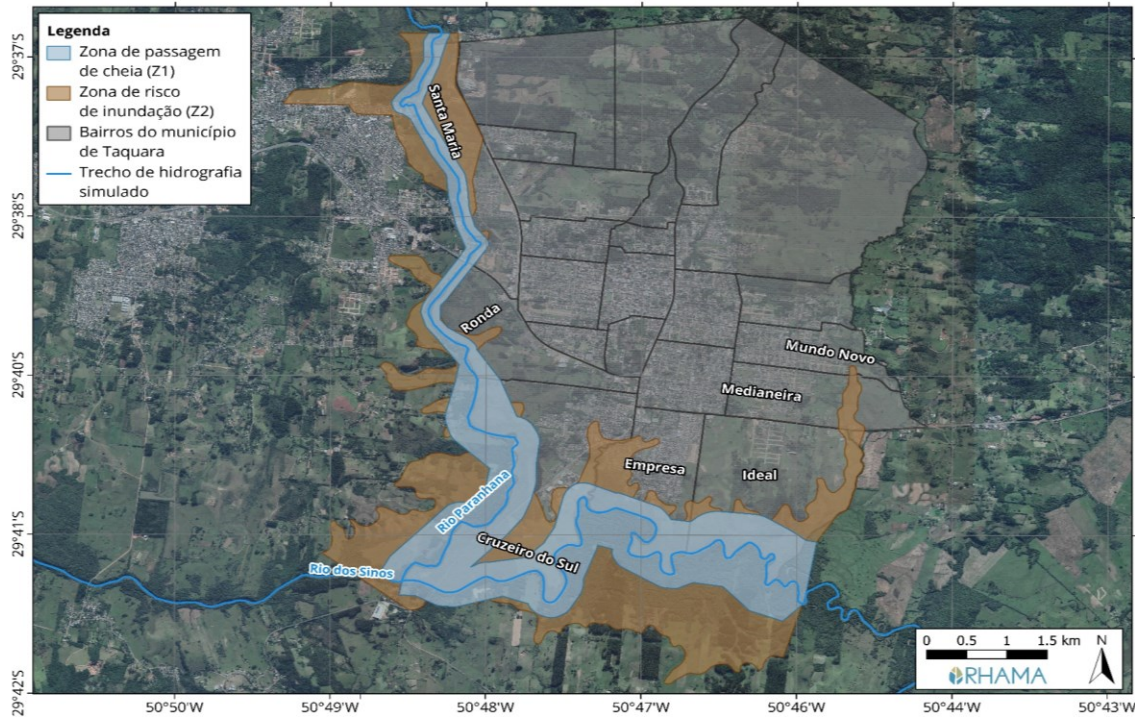 Legenda
Zona de passagem
de cheia (Z1)
Zona de risco
de inundação (Z2)
Bairros do município
de Taquara
Trecho de hidrografia
simulado
29°37'S
29°38'S
29°40'S
29°41'S
29°42'S
Santa Maria
Ronda
Mundo Novo
Medianeira
Empresa
Ideal
Rio Paranhana
Cruzeiro do Sul
Rio dos Sinos
0 0.5 1 1.5 km N
RHAMA
50°50'W 50°49'W 50°48'W 50°47'W 50°46'W 50°44'W 50°43'W